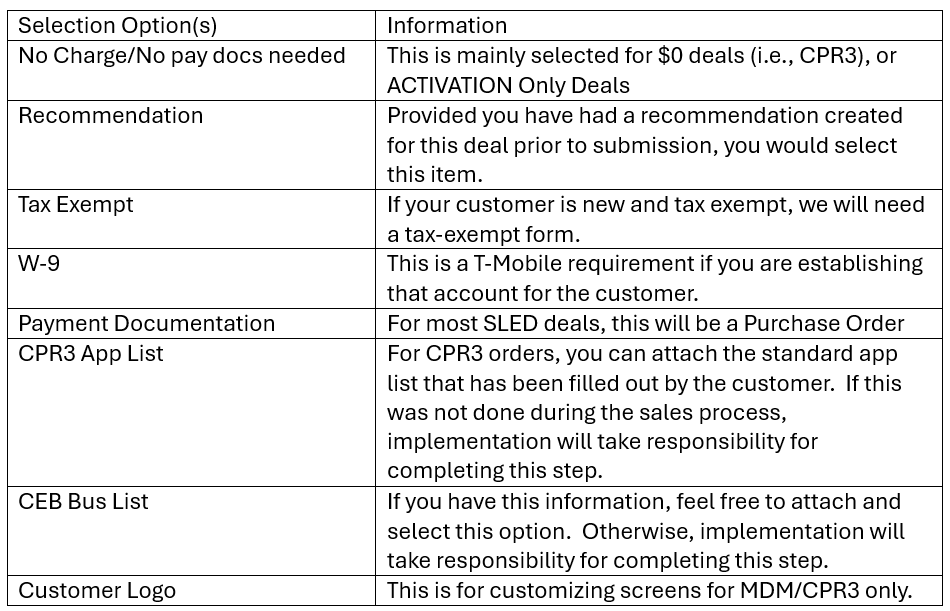 Selection Option(s)
Information
No Charge/No pay docs needed
This is mainly selected for $0 deals (i.e., CPR3), or
ACTIVATION Only Deals
Recommendation
Provided you have had a recommendation created
for this deal prior to submission, you would select
this item.
Tax Exempt
If your customer is new and tax exempt, we will need
a tax-exempt form.
W-9
This is a T-Mobile requirement if you are establishing
that account for the customer.
Payment Documentation
For most SLED deals, this will be a Purchase Order
CPR3 App List
For CPR3 orders, you can attach the standard app
list that has been filled out by the customer.  If this
was not done during the sales process,
implementation will take responsibility for
completing this step.
CEB Bus List
If you have this information, feel free to attach and
select this option.  Otherwise, implementation will
take responsibility for completing this step.
Customer Logo
This is for customizing screens for MDM/CPR3 only.